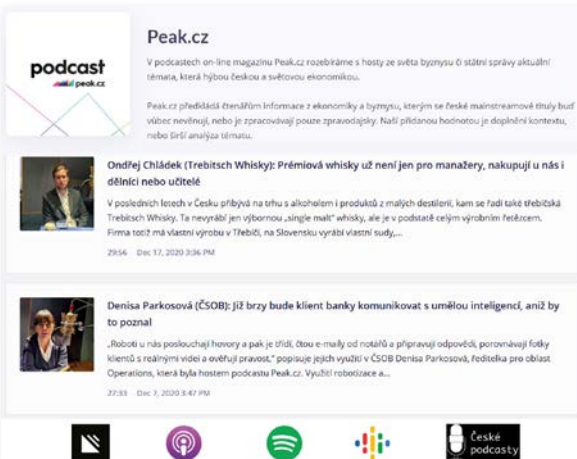 podcast
peak.cz
Peak.cz
V podcastech on-line magazínu Peak.cz rozebíráme s hosty ze světa byznysu či státní správy aktuální
témata, která hýbou českou a světovou ekonomikou.
Peak.cz předkládá čtenářům informace z ekonomiky a byznysu, kterým se české mainstreamové tituly buď
vůbec nevěnují, nebo je zpracovávají pouze zpravodajsky. Naší přidanou hodnotou je doplnění kontextu,
nebo širší analýza tématu.
Ondřej Chládek (Trebitsch Whisky): Prémiová whisky už není jen pro manažery, nakupují u nás i
dělníci nebo učitelé
V posledních letech v Česku přibývá na trhu s alkoholem i produktů z malých destilerií, kam se řadí také třebíčská
Trebitsch Whisky. Ta nevyrábí jen výbornou „single malt“ whisky, ale je v podstatě celým výrobním řetězcem.
Firma totiž má vlastní výrobu v Třebíči, na Slovensku vyrábí vlastní sudy,...
29:56 Dec 17, 2020 3:36 PM
Denisa Parkosová (ČSOB): Již brzy bude klient banky komunikovat s umělou inteligencí, aniž by
to poznal
„Roboti u nás poslouchají hovory a pak je třídí, čtou e-maily od notářů a připravují odpovědi, porovnávají fotky
klientů s reálnými videi a ověřují pravost,“ popisuje jejich využití v ČSOB Denisa Parkosová, ředitelka pro oblast
Operations, která byla hostem podcastu Peak.cz. Využití robotizace a...
27:33 Dec 7, 2020 3:47 PM
České
podcasty